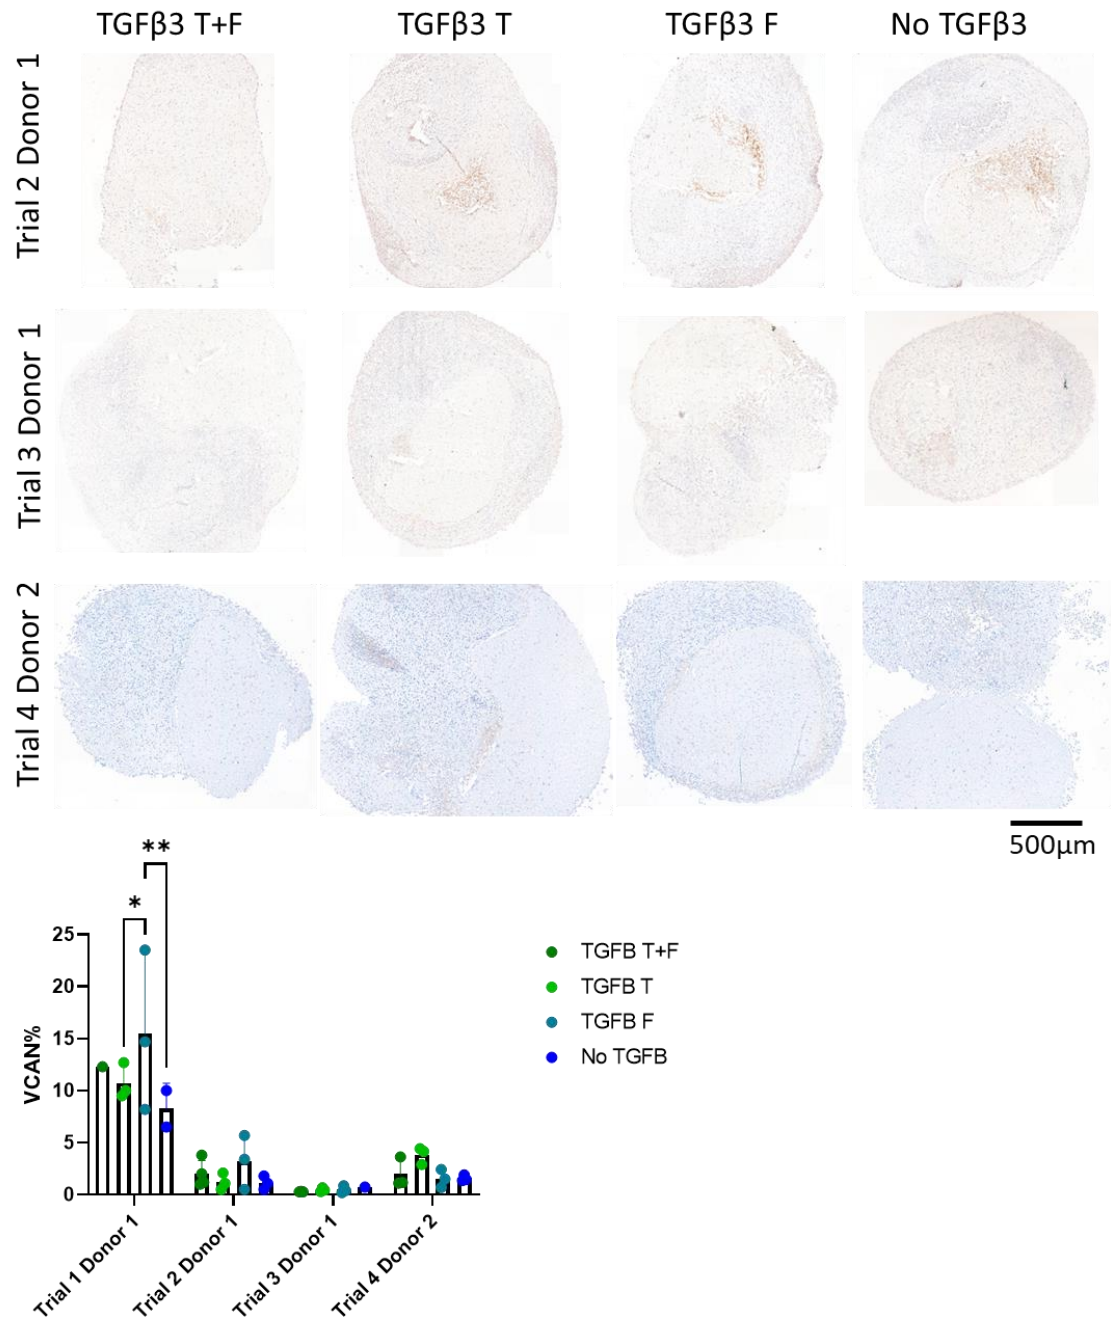 TGFβ3 T+F
TGFβ3 T
TGFβ3 F
No TGFβ3
Trial 2 Donor 1
Trial 3 Donor 1
Trial 4 Donor 2
500μm
**
*
VCAN%
25
20
15
10
5
0
Trial 1 Donor 1
Trial 2 Donor 1
Trial 3 Donor 1
Trial 4 Donor 2
TGFB T+F
TGFB T
TGFB F
No TGFB